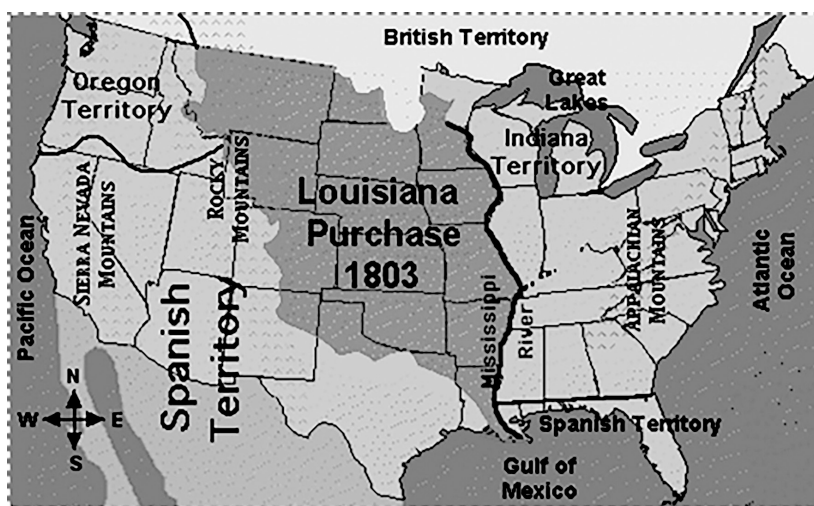 British Territory
Great
Lakes
Oregon
Territory
Indiana
Territory
SIERRA NEVADA
MOUNTAINS
ROCKY
MOUNTAINS
Louisiana
Purchase
1803
APPALACHIAN
MOUNTAINS
Pacific Ocean
Atlantic
Ocean
Spanish
Territory
Mississippi
River
N
W E
S
Spanish Territory
Gulf of
Mexico